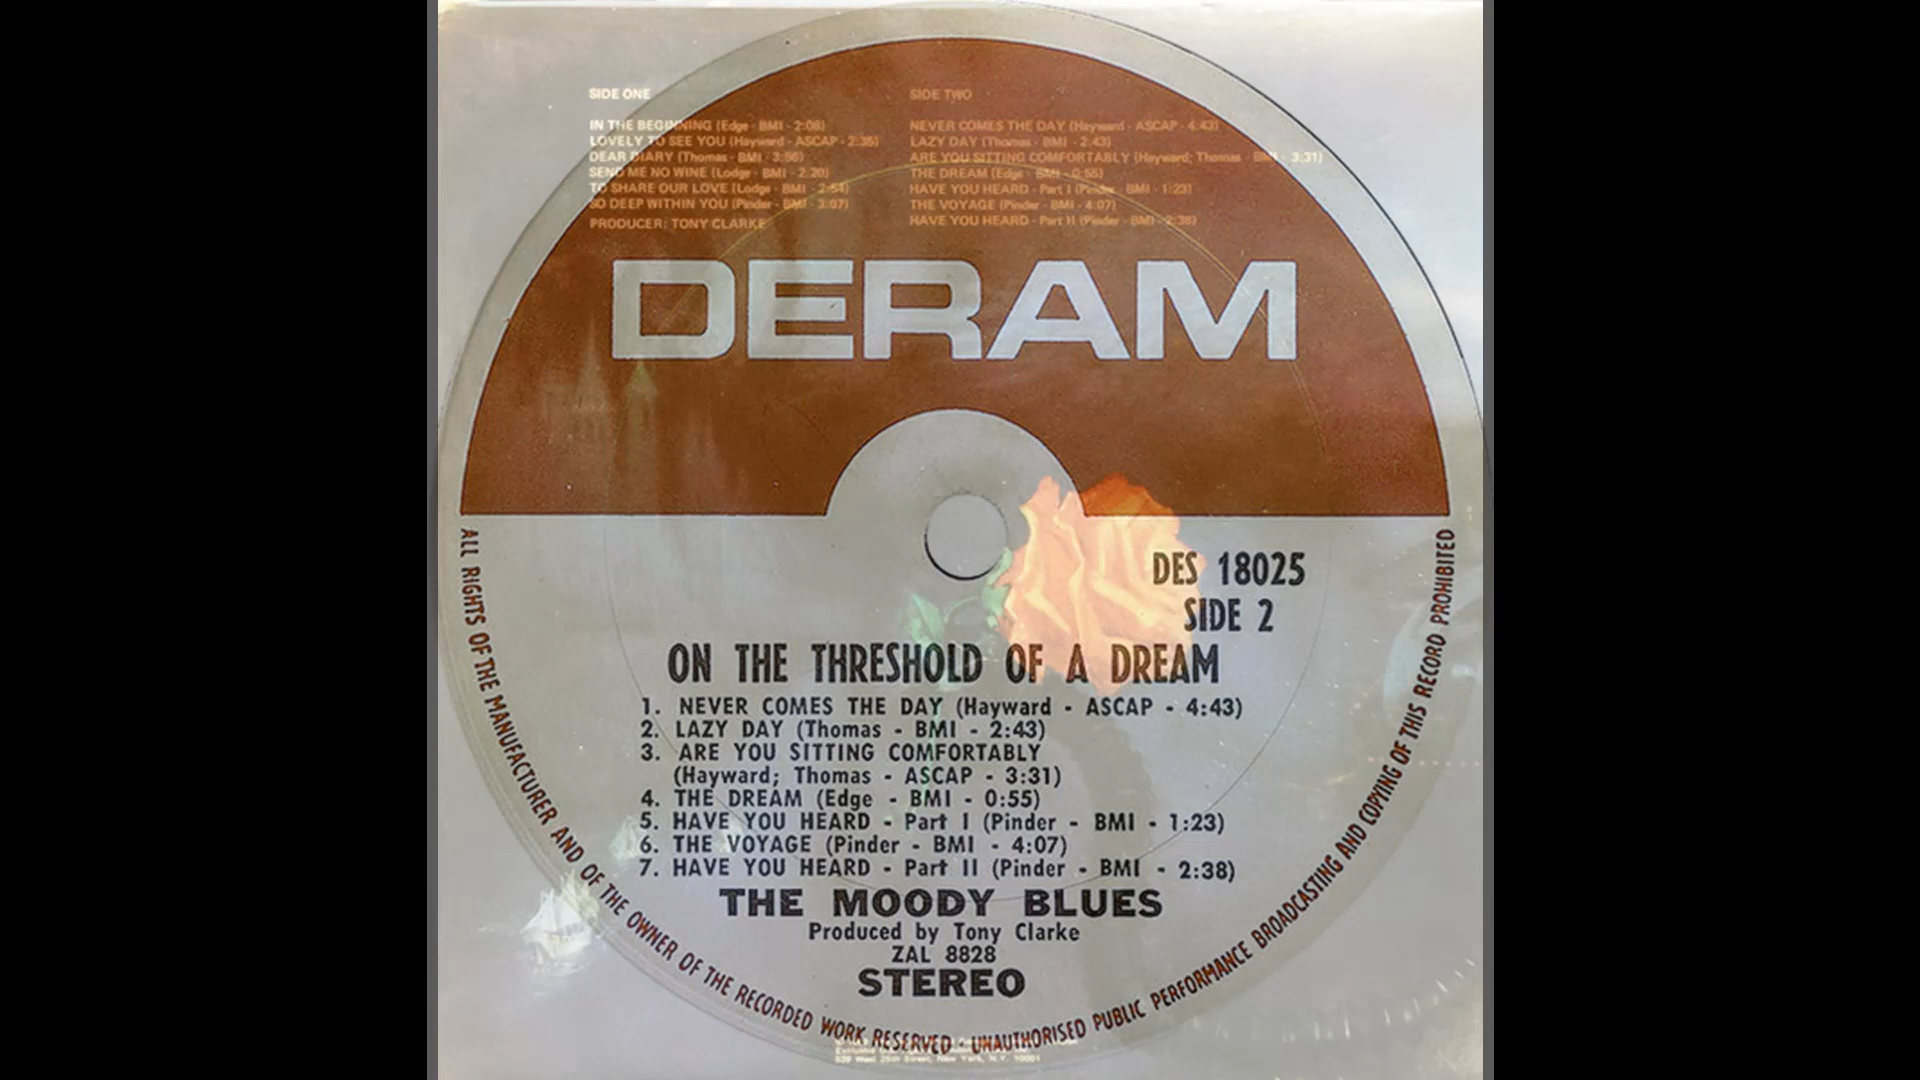 SIDE ONE
IN THE BEGINNING (Edge - BMI - 2:08)
LOVELY TO SEE YOU (Hayward - ASCAP - 2:35)
DEAR DIARY (Thomas - BMI - 3:56)
SEND ME NO WINE (Lodge - BMI - 2:20)
TO SHARE OUR LOVE (Lodge - BMI - 2:54)
SO DEEP WITHIN YOU (Pinder - BMI - 3:07)
PRODUCER: TONY CLARKE
SIDE TWO
NEVER COMES THE DAY (Hayward - ASCAP - 4:43)
LAZY DAY (Thomas - BMI - 2:43)
ARE YOU SITTING COMFORTABLY (Hayward; Thomas - BMI - 3:31)
THE DREAM (Edge - BMI - 0:55)
HAVE YOU HEARD - Part I (Pinder - BMI - 1:23)
THE VOYAGE (Pinder - BMI - 4:07)
HAVE YOU HEARD - Part II (Pinder - BMI - 2:38)
DERAM
DES 18025
SIDE 2
ON THE THRESHOLD OF A DREAM
1. NEVER COMES THE DAY (Hayward - ASCAP - 4:43)
2. LAZY DAY (Thomas - BMI - 2:43)
3. ARE YOU SITTING COMFORTABLY
(Hayward; Thomas - ASCAP - 3:31)
4. THE DREAM (Edge - BMI - 0:55)
5. HAVE YOU HEARD - Part I (Pinder - BMI - 1:23)
6. THE VOYAGE (Pinder - BMI - 4:07)
7. HAVE YOU HEARD - Part II (Pinder - BMI - 2:38)
THE MOODY BLUES
Produced by Tony Clarke
ZAL 8828
STEREO
ALL RIGHTS OF THE MANUFACTURER AND OF THE OWNER OF THE RECORDED WORK RESERVED - UNAUTHORISED PUBLIC PERFORMANCE BROADCASTING AND COPYING OF THIS RECORD PROHIBITED
539 West 25th Street, New York, N.Y. 10001